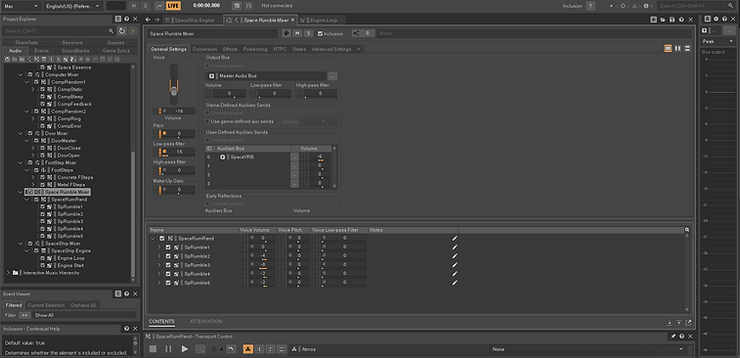 Mac
English(US) (Refere
LIVE
0:00:00.000
Not connected
Inclusion
Search (Ctrl+F)
Project Explorer
ShareSets
Sessions
Queries
Audio
Events
SoundBanks
Game Syncs
Space Essence
Computer Mixer
CompRandom1
CompStatic
CompBleep
CompFeedback
CompRandom2
CompRing
CompError
Door Mixer
DoorMaster
DoorClose
DoorOpen
FootStep Mixer
FootSteps
Concrete FSteps
Metal FSteps
Space Rumble Mixer
SpaceRumRand
SpRumble1
SpRumble2
SpRumble3
SpRumble4
SpRumble5
SpaceShip Mixer
SpaceShip Engine
Engine Loop
Engine Start
Interactive Music Hierarchy
Event Viewer
Filtered
Current Selection
Orphans (0)
Filter
>>
Show All
Inclusion - Contextual Help
Default value: true
Determines whether the element is included or excluded.
SpaceShip Engine
Space Rumble Mixer
Engine Loop
Space Rumble Mixer
M
S
Inclusion
Notes
General Settings
Conversion
Effects
Positioning
RTPC
States
Advanced Settings
+
Voice
-16
Volume
Pitch
0
Low-pass filter
15
High-pass filter
0
Make-Up Gain
0
Output Bus
Override parent
Master Audio Bus
...
Volume
Low-pass filter
High-pass filter
0
0
0
Game-Defined Auxiliary Sends
Override parent
Use game-defined aux sends
Volume
User-Defined Auxiliary Sends
Override parent
ID
Auxiliary Bus
Volume
0
SpaceVRB
1
2
3
Early Reflections
Auxiliary Bus
Volume
Name
Voice Volume
Voice Pitch
Voice Low-pass Filter
Notes
SpaceRumRand
0
0
0
SpRumble1
0
0
0
SpRumble2
-4
0
0
SpRumble3
0
0
SpRumble4
0
0
SpRumble5
0
0
CONTENTS
ATTENUATION
SpaceRumRand - Transport Control
Atmos
None
Peak
Bus output